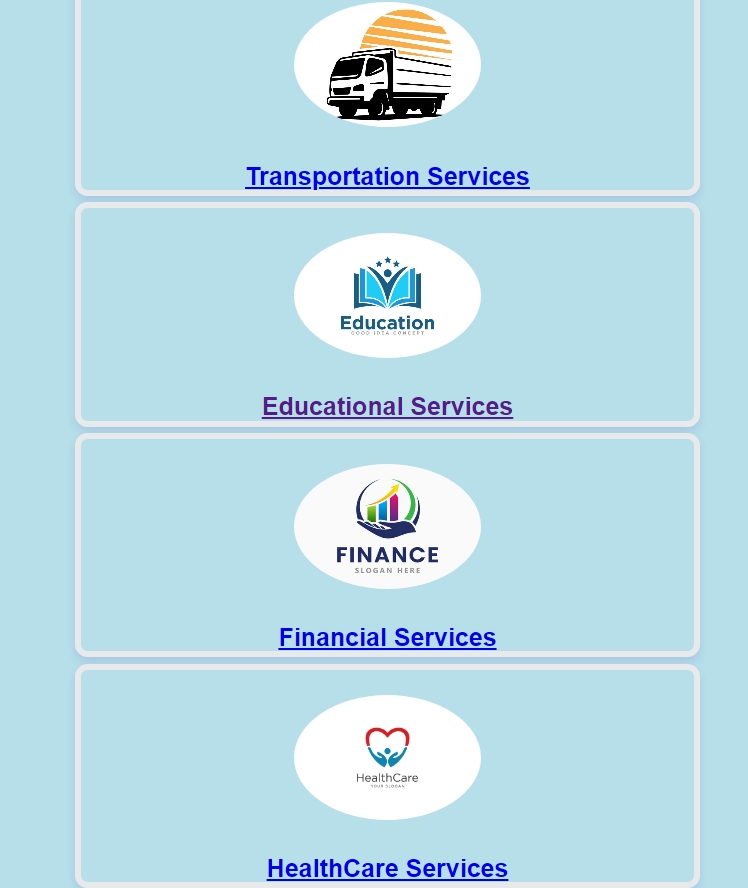 Transportation Services
Education
GOOD IDEA CONCEPT
Educational Services
FINANCE
SLOGAN HERE
Financial Services
HealthCare
YOUR SLOGAN
HealthCare Services